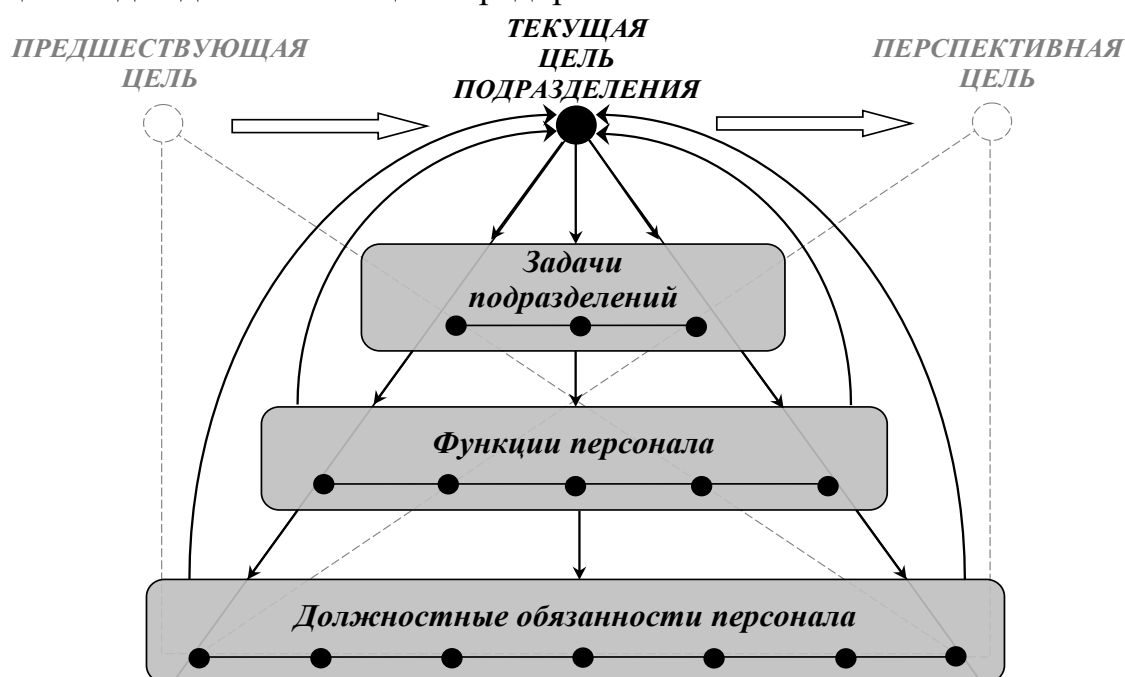 ПРЕДШЕСТВУЮЩАЯ
ЦЕЛЬ
ТЕКУЩАЯ
ЦЕЛЬ
ПОДРАЗДЕЛЕНИЯ
ПЕРСПЕКТИВНАЯ
ЦЕЛЬ
Задачи
подразделений
Функции персонала
Должностные обязанности персонала